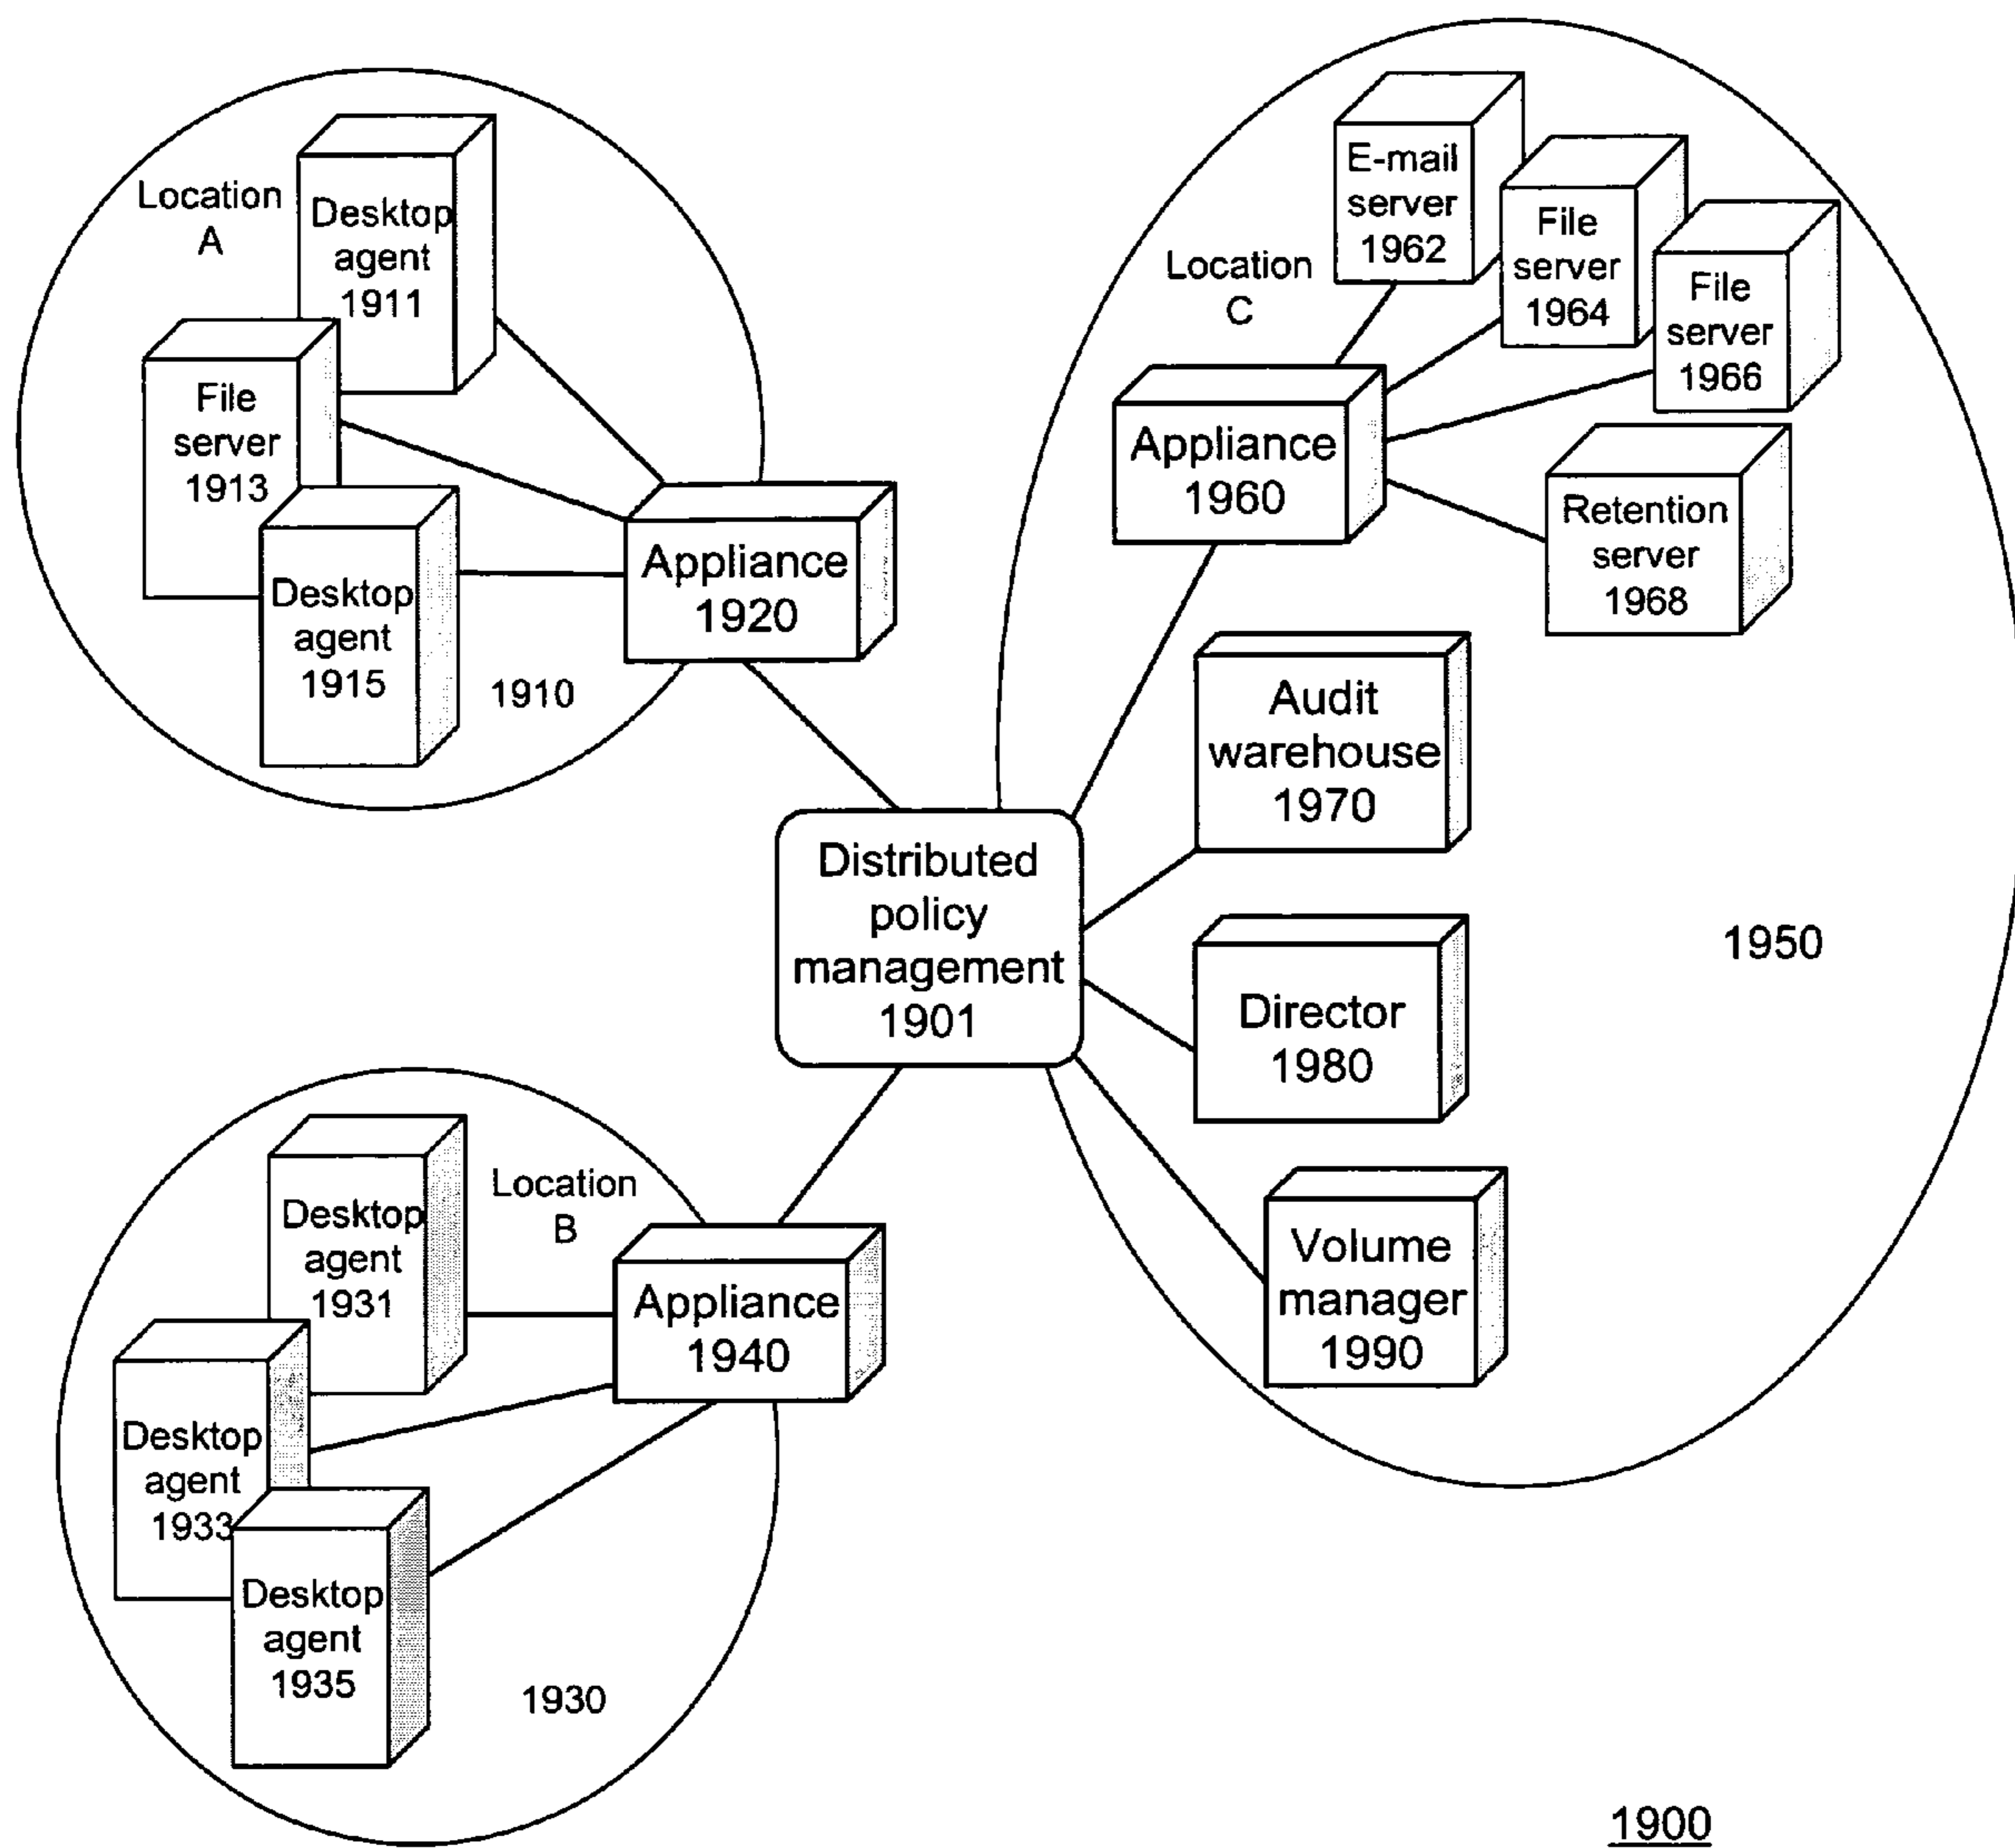 Location
A
Desktop
agent
1911
File
server
1913
Desktop
agent
1915
1910
Appliance
1920
Location
C
E-mail
server
1962
File
server
1964
File
server
1966
Appliance
1960
Retention
server
1968
Audit
warehouse
1970
Distributed
policy
management
1901
Director
1980
1950
Volume
manager
1990
Location
B
Desktop
agent
1931
Desktop
agent
1933
Desktop
agent
1935
1930
Appliance
1940
1900